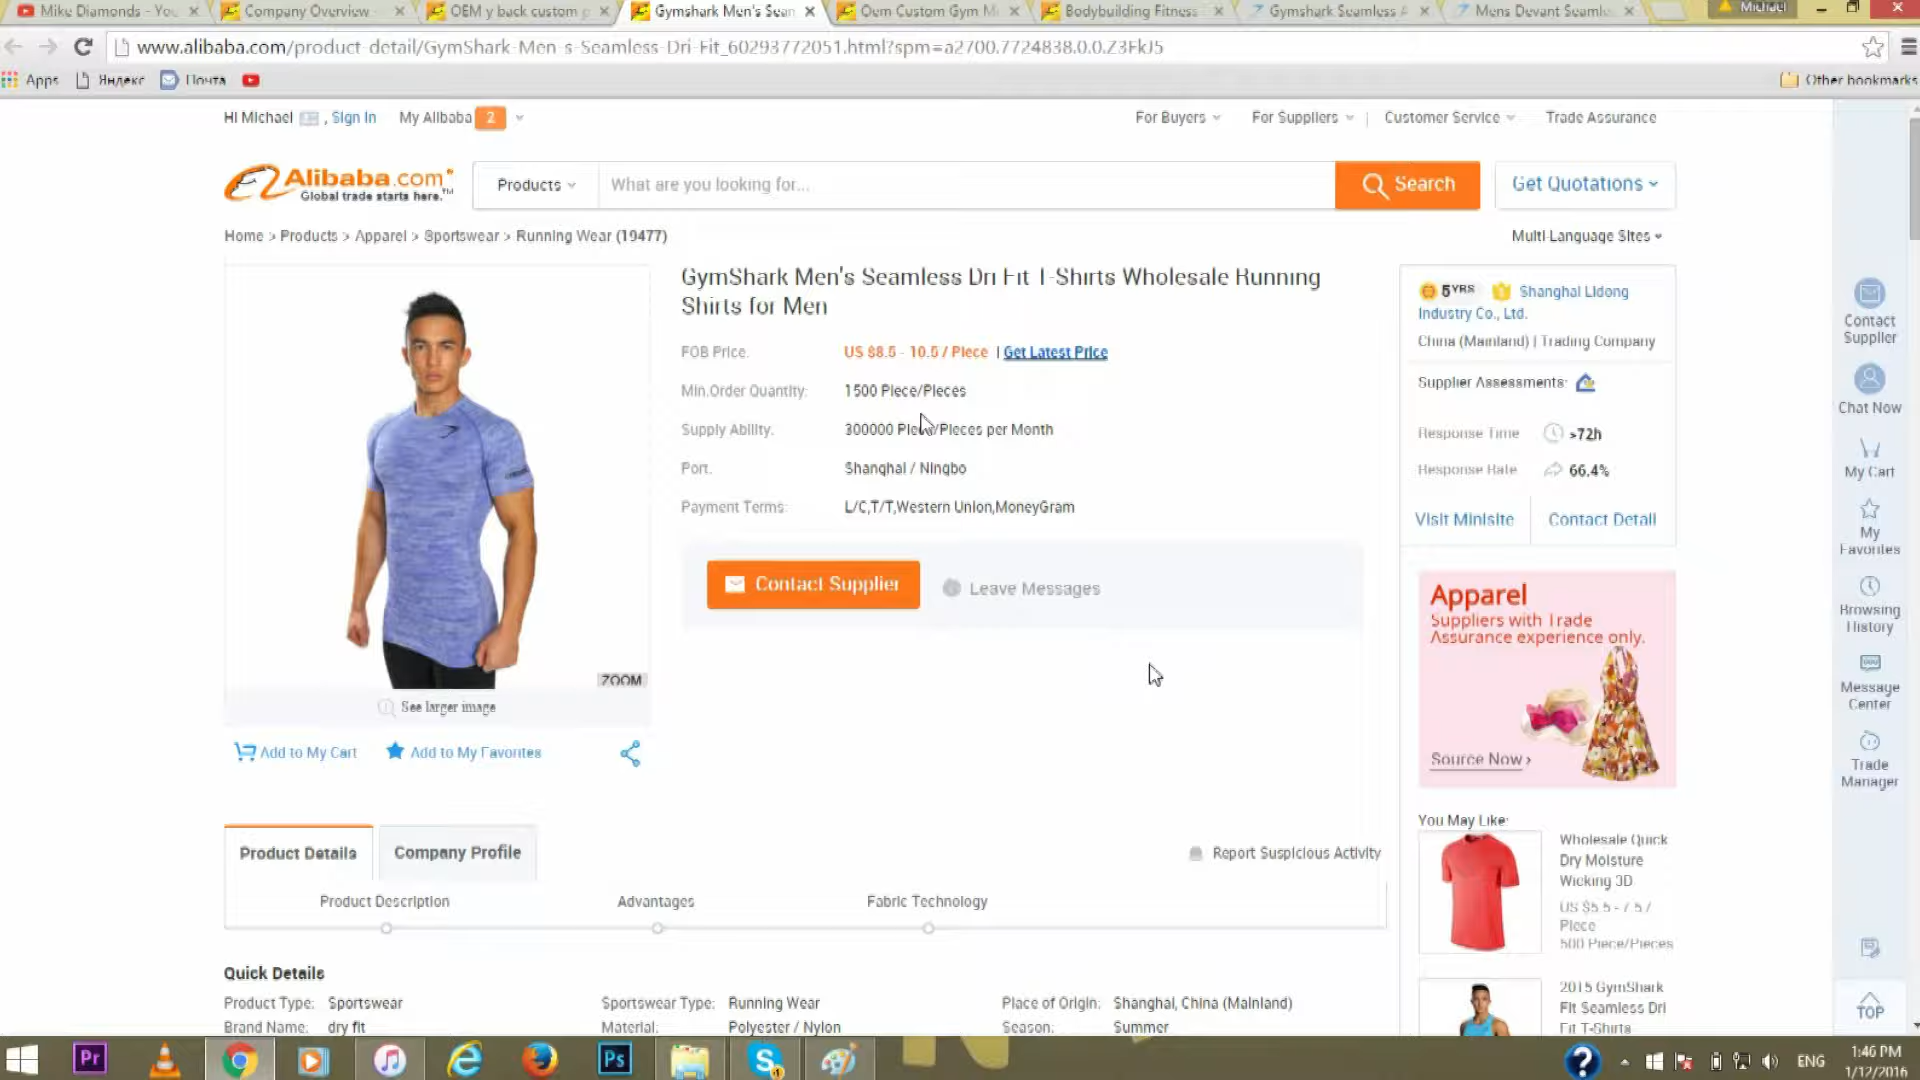 Mike Diamonds - You
Company Overview
OEM y back custom g
Gymshark Men's Sean
Oem Custom Gym M
Bodybuilding Fitness
Gymshark Seamless A
Mens Devant Seamle
Michael
www.alibaba.com/product-detail/GymShark-Men-s-Seamless-Dri-Fit_60293772051.html?spm=a2700.7724838.0.0.Z3FkJ5
Apps Яндекс Почта
Other bookmarks
Hi Michael , Sign In My Alibaba 2
For Buyers For Suppliers | Customer Service Trade Assurance
Alibaba.com
Global trade starts here.™
Products What are you looking for... Search Get Quotations
Home > Products > Apparel > Sportswear > Running Wear (19477)
Multi-Language Sites
GymShark Men's Seamless Dri Fit T-Shirts Wholesale Running
Shirts for Men
FOB Price: US $8.5 - 10.5 / Piece | Get Latest Price
Min.Order Quantity: 1500 Piece/Pieces
Supply Ability: 300000 Piece/Pieces per Month
Port: Shanghai / Ningbo
Payment Terms: L/C,T/T,Western Union,MoneyGram
Contact Supplier Leave Messages
ZOOM
See larger image
Add to My Cart Add to My Favorites
5 YRS Shanghai Lidong
Industry Co., Ltd.
China (Mainland) | Trading Company
Supplier Assessments:
Response Time >72h
Response Rate 66.4%
Visit Minisite Contact Detail
Apparel
Suppliers with Trade
Assurance experience only.
Source Now ›
You May Like:
Wholesale Quick
Dry Moisture
Wicking 3D
US $5.5 - 7.5 /
Piece
500 Piece/Pieces
2015 GymShark
Fit Seamless Dri
Fit T-Shirts
Contact
Supplier
Chat Now
My Cart
My
Favorites
Browsing
History
Message
Center
Trade
Manager
TOP
Product Details Company Profile
Report Suspicious Activity
Product Description Advantages Fabric Technology
Quick Details
Product Type: Sportswear Sportswear Type: Running Wear Place of Origin: Shanghai, China (Mainland)
Brand Name: dry fit Material: Polyester / Nylon Season: Summer
Pr
Ps
ENG
1:46 PM
1/12/2016